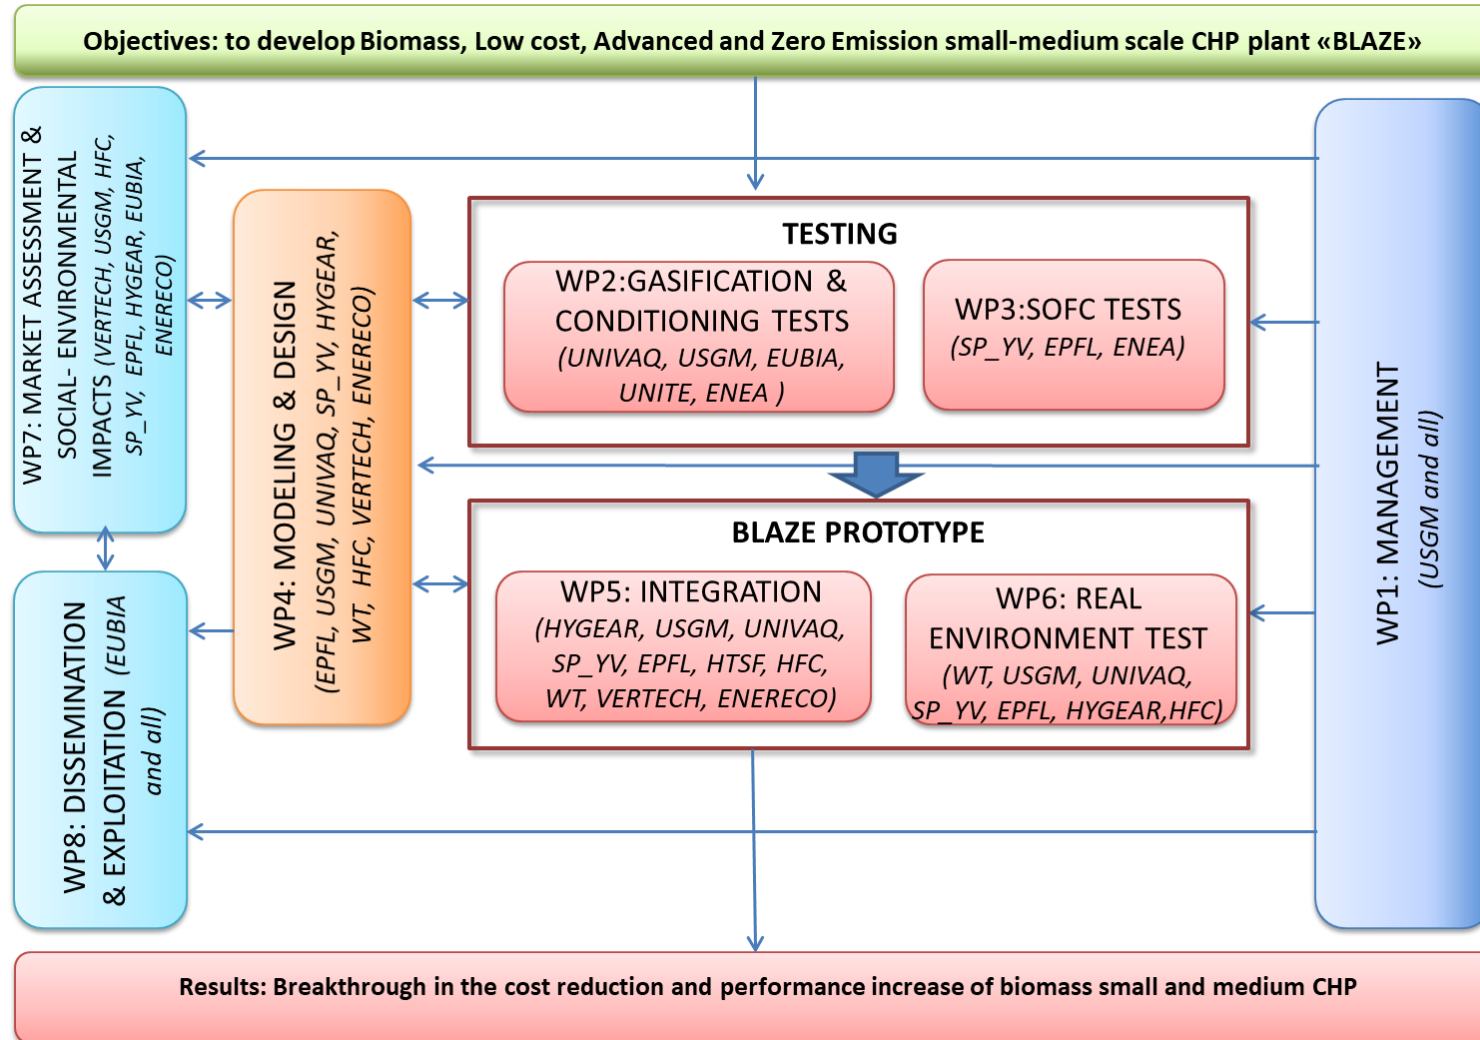 Objectives: to develop Biomass, Low cost, Advanced and Zero Emission small-medium scale CHP plant «BLAZE»
WP7: MARKET ASSESSMENT &
SOCIAL- ENVIRONMENTAL
IMPACTS (VERTECH, USGM, HFC,
SP_YV, EPFL, HYGEAR, EUBIA,
ENERECO)
WP8: DISSEMINATION
& EXPLOITATION (EUBIA
and all)
WP4: MODELING & DESIGN
(EPFL, USGM, UNIVAQ, SP_YV, HYGEAR,
WT, HFC, VERTECH, ENERECO)
TESTING
WP2:GASIFICATION &
CONDITIONING TESTS
(UNIVAQ, USGM, EUBIA,
UNITE, ENEA )
WP3:SOFC TESTS
(SP_YV, EPFL, ENEA)
BLAZE PROTOTYPE
WP5: INTEGRATION
(HYGEAR, USGM, UNIVAQ,
SP_YV, EPFL, HTSF, HFC,
WT, VERTECH, ENERECO)
WP6: REAL
ENVIRONMENT TEST
(WT, USGM, UNIVAQ,
SP_YV, EPFL, HYGEAR,HFC)
WP1: MANAGEMENT
(USGM and all)
Results: Breakthrough in the cost reduction and performance increase of biomass small and medium CHP